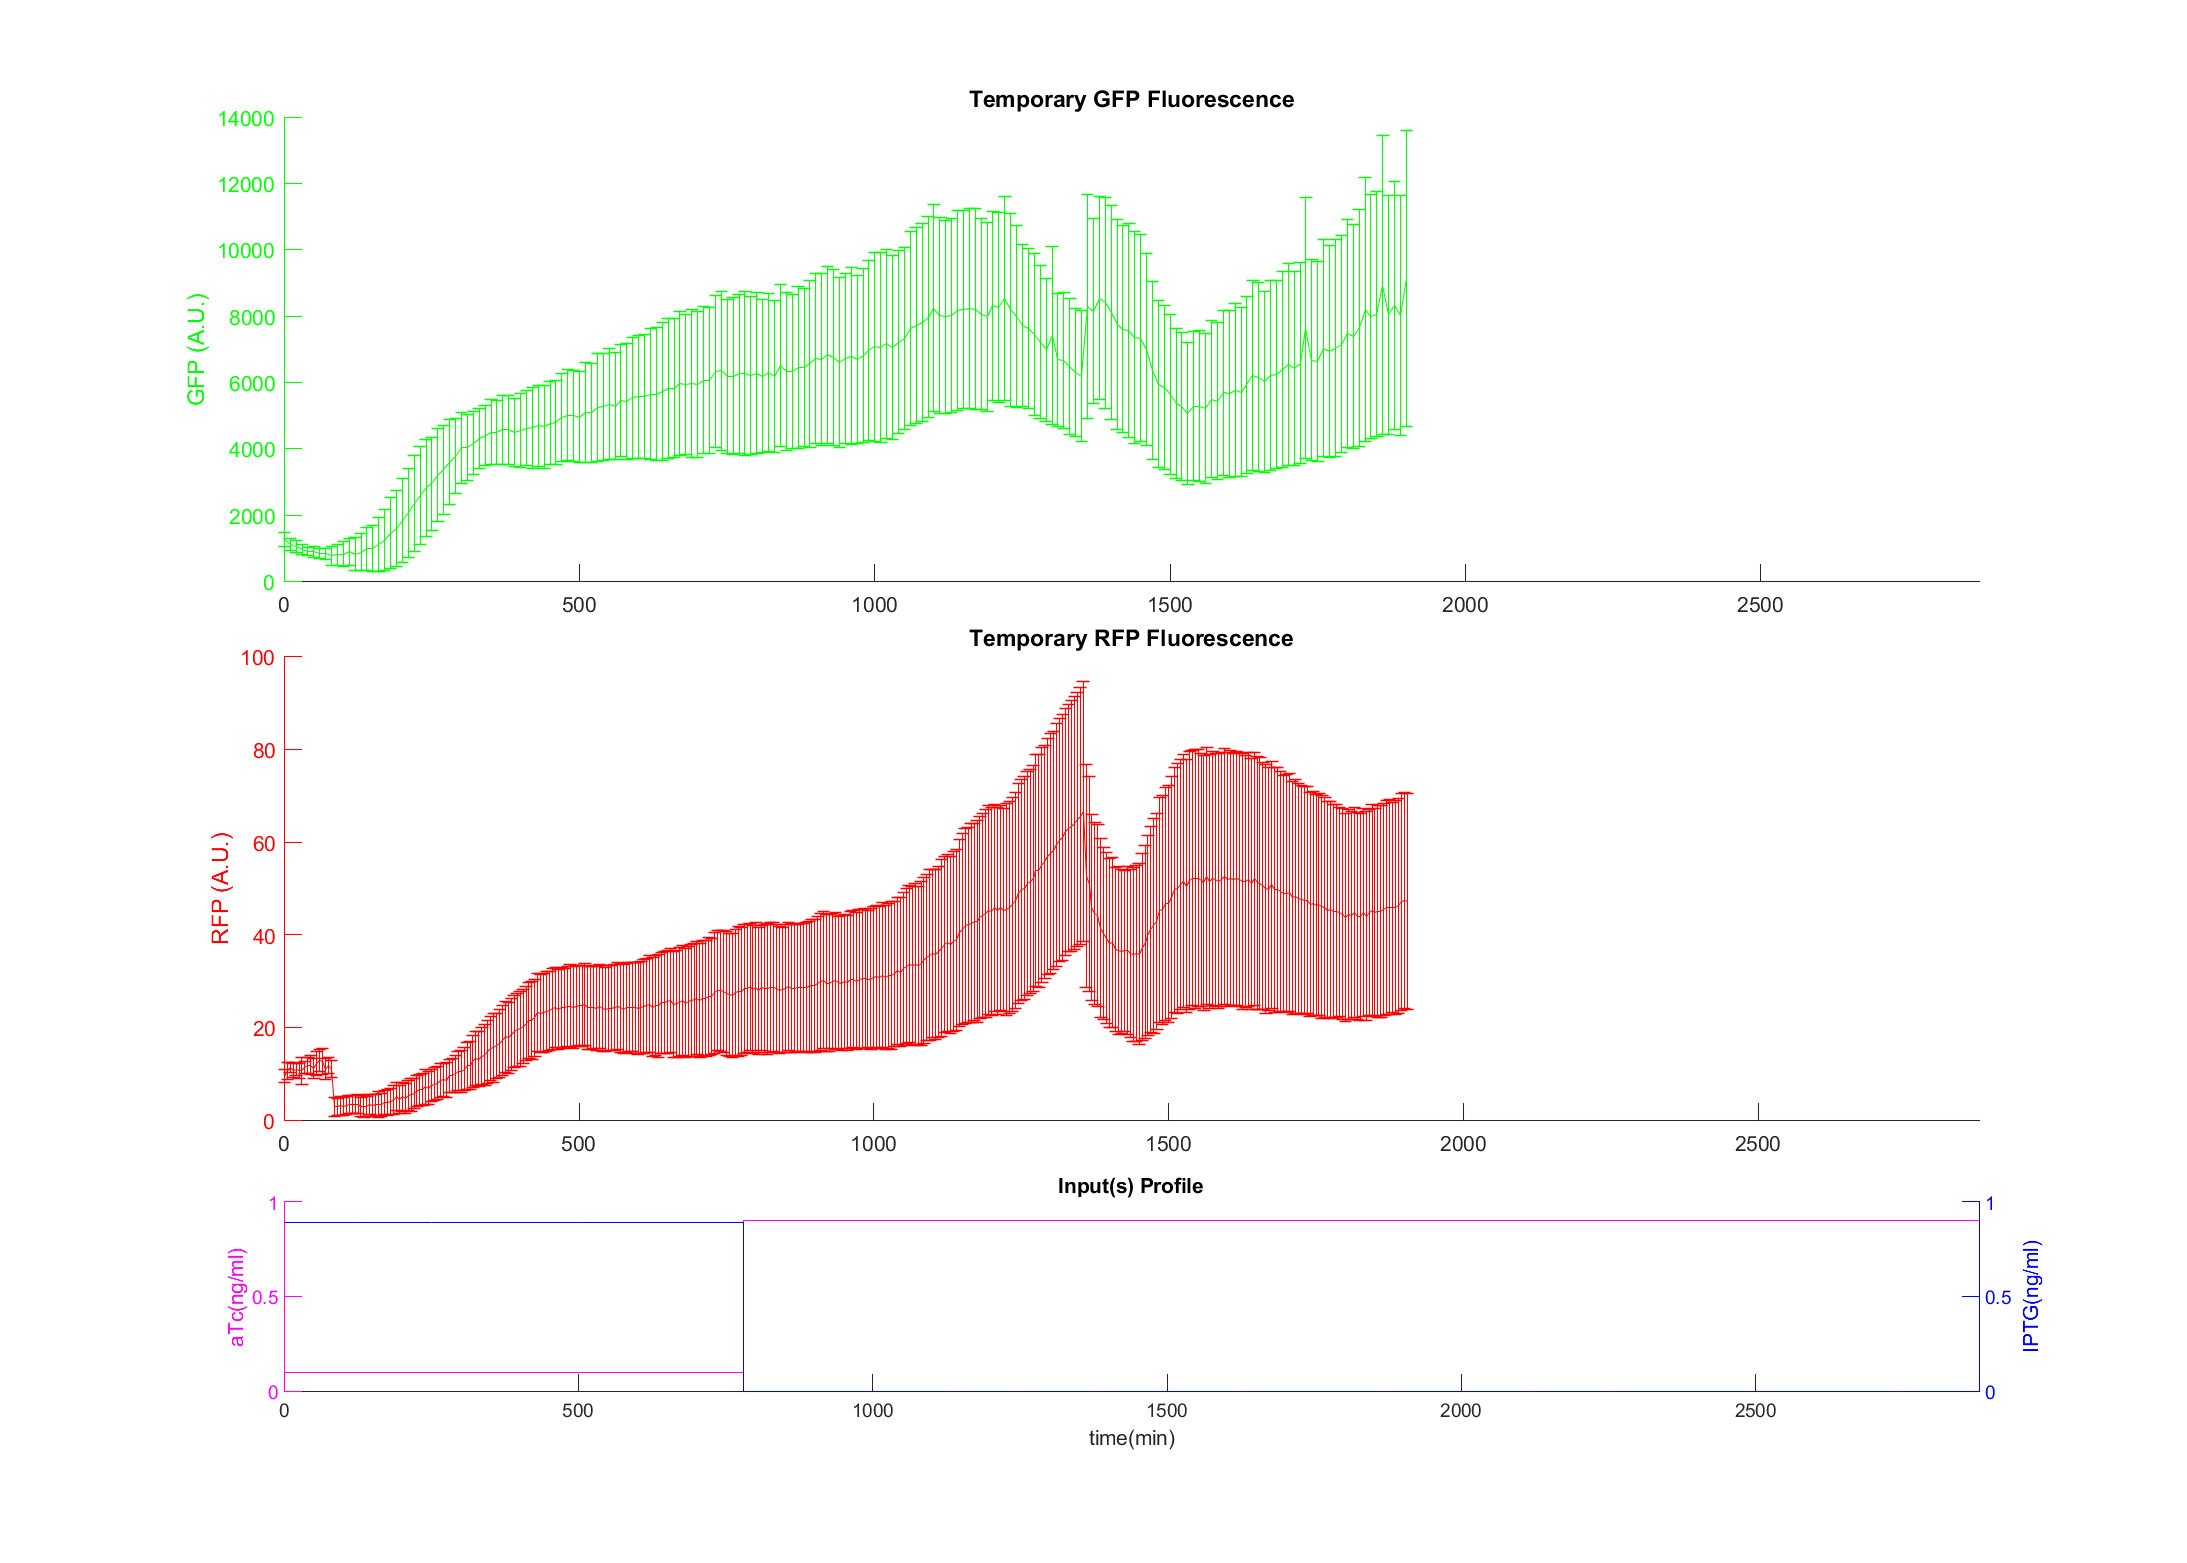 Temporary GFP Fluorescence
GFP (A.U.)
14000
12000
10000
8000
6000
4000
2000
0
0 500 1000 1500 2000 2500
Temporary RFP Fluorescence
RFP (A.U.)
100
80
60
40
20
0
0 500 1000 1500 2000 2500
Input(s) Profile
aTc(ng/ml)
1
0.5
0
IPTG(ng/ml)
1
0.5
0
0 500 1000 1500 2000 2500
time(min)